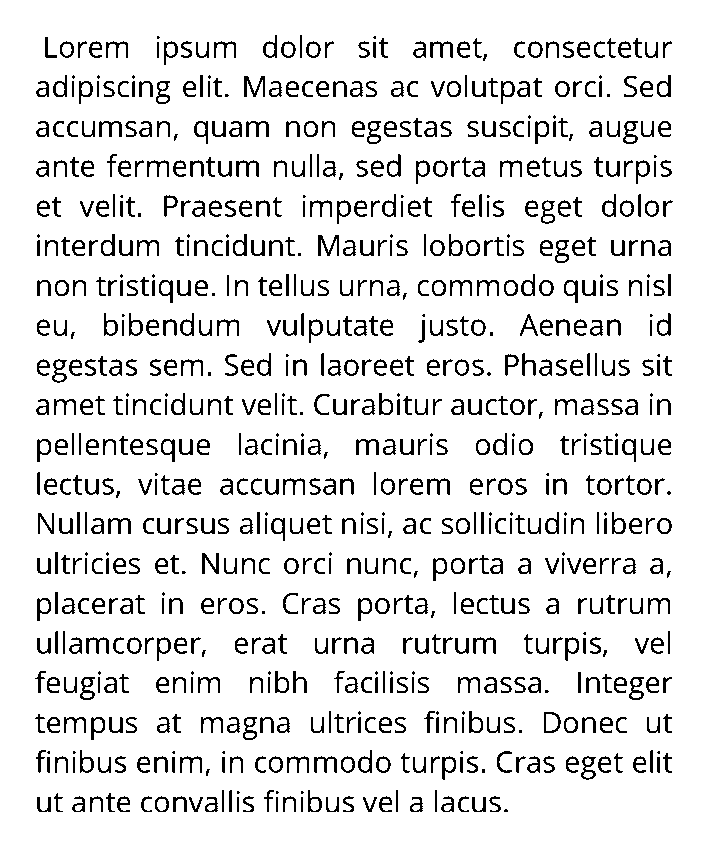 Lorem ipsum dolor sit amet, consectetur
adipiscing elit. Maecenas ac volutpat orci. Sed
accumsan, quam non egestas suscipit, augue
ante fermentum nulla, sed porta metus turpis
et velit. Praesent imperdiet felis eget dolor
interdum tincidunt. Mauris lobortis eget urna
non tristique. In tellus urna, commodo quis nisl
eu, bibendum vulputate justo. Aenean id
egestas sem. Sed in laoreet eros. Phasellus sit
amet tincidunt velit. Curabitur auctor, massa in
pellentesque lacinia, mauris odio tristique
lectus, vitae accumsan lorem eros in tortor.
Nullam cursus aliquet nisi, ac sollicitudin libero
ultricies et. Nunc orci nunc, porta a viverra a,
placerat in eros. Cras porta, lectus a rutrum
ullamcorper, erat urna rutrum turpis, vel
feugiat enim nibh facilisis massa. Integer
tempus at magna ultrices finibus. Donec ut
finibus enim, in commodo turpis. Cras eget elit
ut ante convallis finibus vel a lacus.